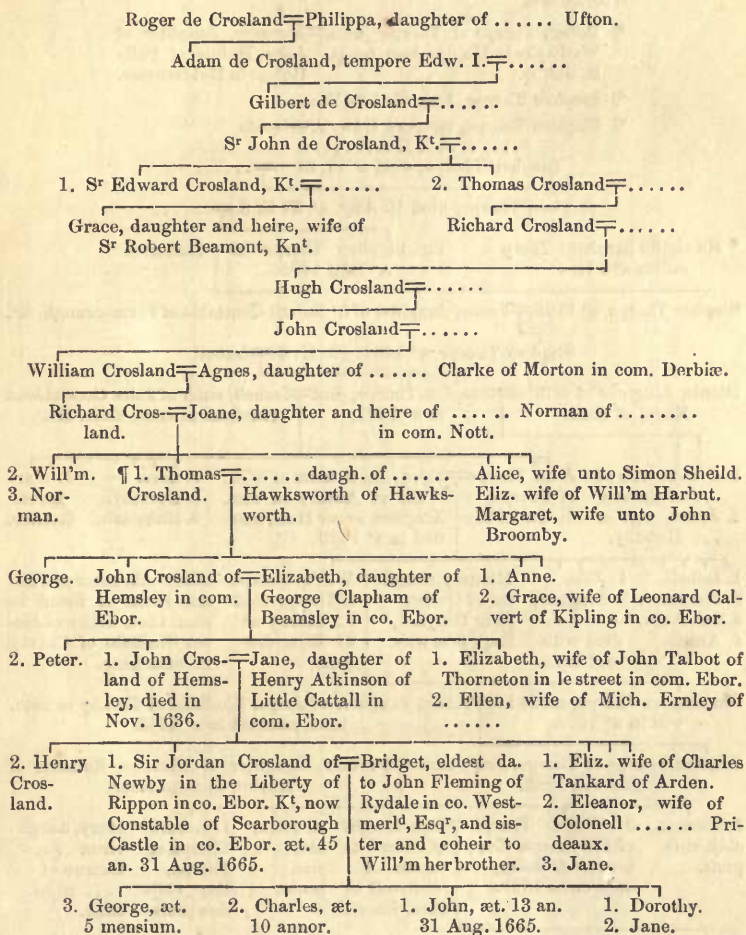 Roger de Crosland Philippa, daughter of ...... Ufton.
Adam de Crosland, tempore Edw. I. ......
Gilbert de Crosland ......
Sʳ John de Crosland, Kᵗ. ......
1. Sʳ Edward Crosland, Kᵗ. ...... 2. Thomas Crosland ......
Grace, daughter and heire, wife of Richard Crosland ......
Sʳ Robert Beamont, Knᵗ.
Hugh Crosland ......
John Crosland ......
William Crosland Agnes, daughter of ...... Clarke of Morton in com. Derbiæ.
Richard Cros- Joane, daughter and heire of ...... Norman of ........
land. in com. Nott.
2. Will'm. ¶ 1. Thomas ...... daugh. of ...... Alice, wife unto Simon Sheild.
3. Nor- Crosland. Hawksworth of Hawks- Eliz. wife of Will'm Harbut.
man. worth. Margaret, wife unto John
Broomby.
George. John Crosland of Elizabeth, daughter of 1. Anne.
Hemsley in com. George Clapham of 2. Grace, wife of Leonard Cal-
Ebor. Beamsley in co. Ebor. vert of Kipling in co. Ebor.
2. Peter. 1. John Cros- Jane, daughter of 1. Elizabeth, wife of John Talbot of
land of Hems- Henry Atkinson of Thorneton in le street in com. Ebor.
ley, died in Little Cattall in 2. Ellen, wife of Mich. Ernley of
Nov. 1636. com. Ebor. ......
2. Henry 1. Sir Jordan Crosland of Bridget, eldest da. 1. Eliz. wife of Charles
Cros- Newby in the Liberty of to John Fleming of Tankard of Arden.
land. Rippon in co. Ebor. Kᵗ, now Rydale in co. West- 2. Eleanor, wife of
Constable of Scarborough merlᵈ, Esqʳ, and sis- Colonell ...... Pri-
Castle in co. Ebor. æt. 45 ter and coheir to deaux.
an. 31 Aug. 1665. Will'm her brother. 3. Jane.
3. George, æt. 2. Charles, æt. 1. John, æt. 13 an. 1. Dorothy.
5 mensium. 10 annor. 31 Aug. 1665. 2. Jane.